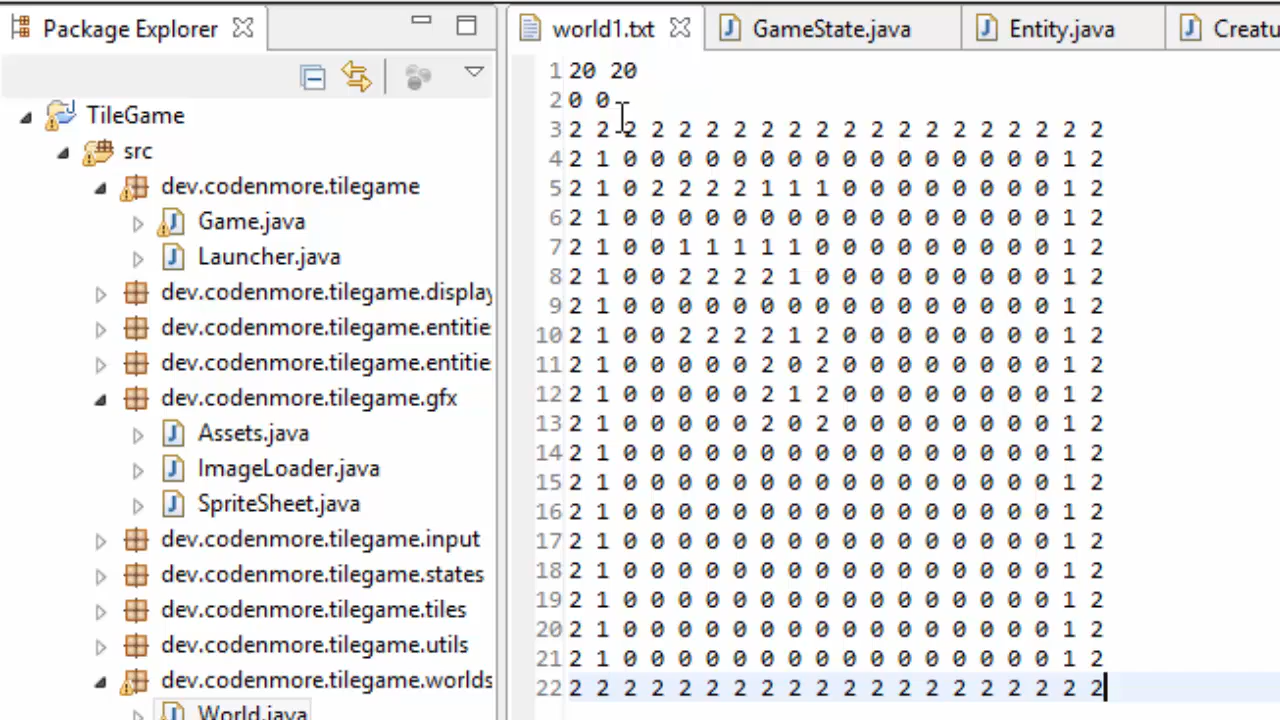 Package Explorer
TileGame
src
dev.codenmore.tilegame
Game.java
Launcher.java
dev.codenmore.tilegame.display
dev.codenmore.tilegame.entitie
dev.codenmore.tilegame.entitie
dev.codenmore.tilegame.gfx
Assets.java
ImageLoader.java
SpriteSheet.java
dev.codenmore.tilegame.input
dev.codenmore.tilegame.states
dev.codenmore.tilegame.tiles
dev.codenmore.tilegame.utils
dev.codenmore.tilegame.worlds
World.java
world1.txt GameState.java Entity.java Creatu
1 20 20
2 0 0
3 2 2 2 2 2 2 2 2 2 2 2 2 2 2 2 2 2 2 2 2
4 2 1 0 0 0 0 0 0 0 0 0 0 0 0 0 0 0 0 1 2
5 2 1 0 2 2 2 2 1 1 1 0 0 0 0 0 0 0 0 1 2
6 2 1 0 0 0 0 0 0 0 0 0 0 0 0 0 0 0 0 1 2
7 2 1 0 0 1 1 1 1 1 0 0 0 0 0 0 0 0 0 1 2
8 2 1 0 0 2 2 2 2 1 0 0 0 0 0 0 0 0 0 1 2
9 2 1 0 0 0 0 0 0 0 0 0 0 0 0 0 0 0 0 1 2
10 2 1 0 0 2 2 2 2 1 2 0 0 0 0 0 0 0 0 1 2
11 2 1 0 0 0 0 0 2 0 2 0 0 0 0 0 0 0 0 1 2
12 2 1 0 0 0 0 0 2 1 2 0 0 0 0 0 0 0 0 1 2
13 2 1 0 0 0 0 0 2 0 2 0 0 0 0 0 0 0 0 1 2
14 2 1 0 0 0 0 0 0 0 0 0 0 0 0 0 0 0 0 1 2
15 2 1 0 0 0 0 0 0 0 0 0 0 0 0 0 0 0 0 1 2
16 2 1 0 0 0 0 0 0 0 0 0 0 0 0 0 0 0 0 1 2
17 2 1 0 0 0 0 0 0 0 0 0 0 0 0 0 0 0 0 1 2
18 2 1 0 0 0 0 0 0 0 0 0 0 0 0 0 0 0 0 1 2
19 2 1 0 0 0 0 0 0 0 0 0 0 0 0 0 0 0 0 1 2
20 2 1 0 0 0 0 0 0 0 0 0 0 0 0 0 0 0 0 1 2
21 2 1 0 0 0 0 0 0 0 0 0 0 0 0 0 0 0 0 1 2
22 2 2 2 2 2 2 2 2 2 2 2 2 2 2 2 2 2 2 2 2